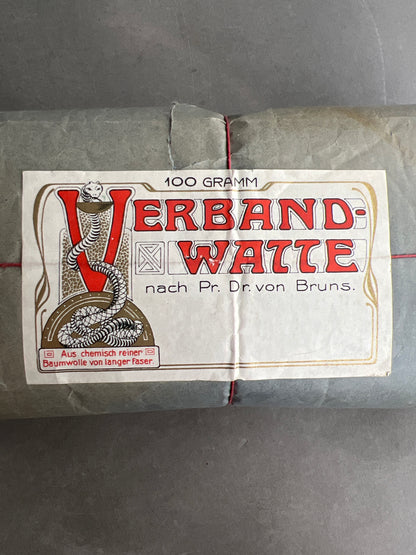 100 GRAMM
VERBAND-
WATTE
nach Pr. Dr. von Bruns.
Aus chemisch reiner
Baumwolle von langer Faser.